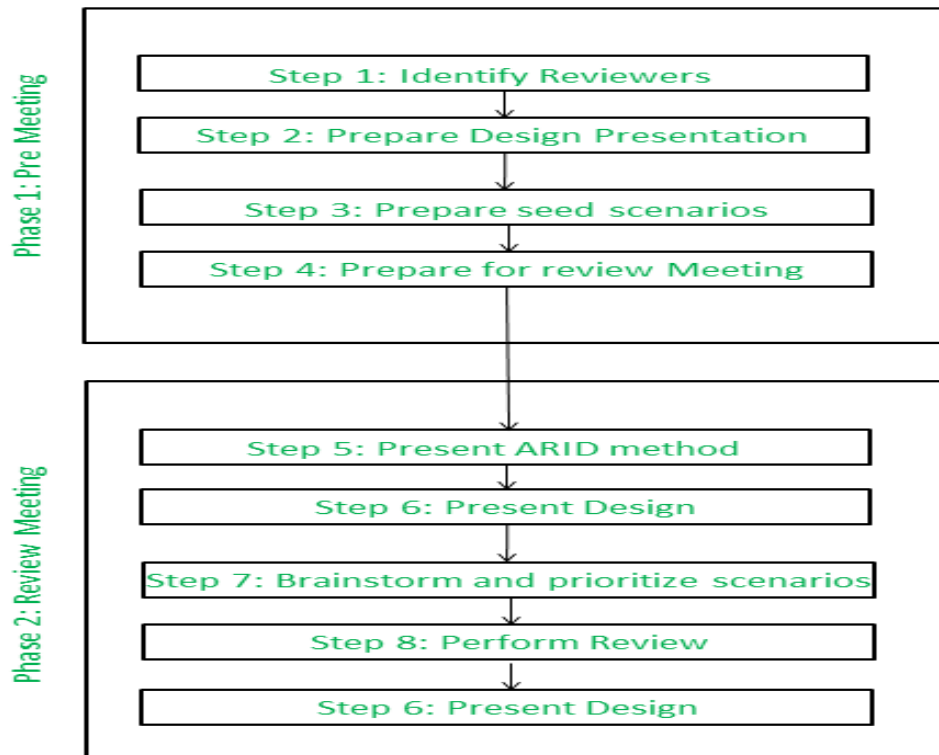 Phase 1: Pre Meeting
Step 1: Identify Reviewers
Step 2: Prepare Design Presentation
Step 3: Prepare seed scenarios
Step 4: Prepare for review Meeting
Phase 2: Review Meeting
Step 5: Present ARID method
Step 6: Present Design
Step 7: Brainstorm and prioritize scenarios
Step 8: Perform Review
Step 6: Present Design